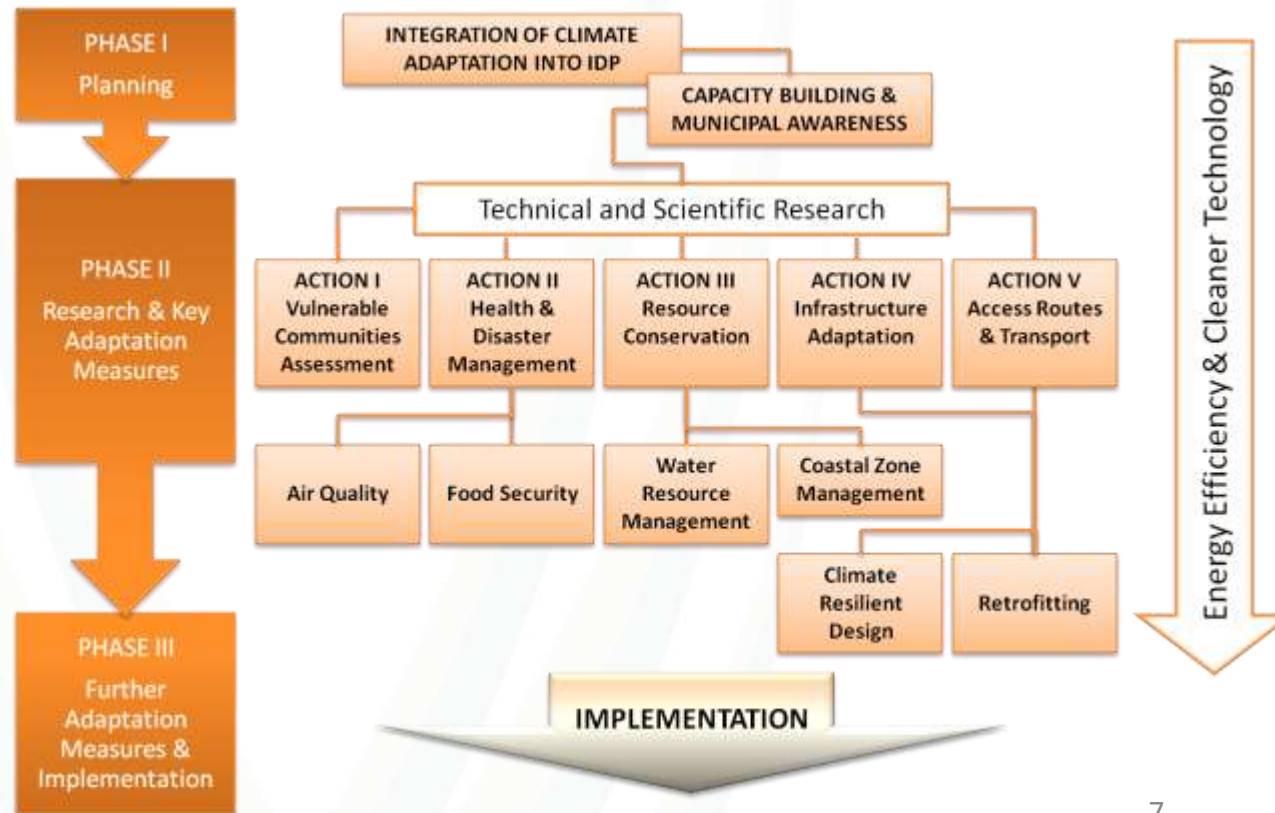 PHASE I
Planning
INTEGRATION OF CLIMATE
ADAPTATION INTO IDP
CAPACITY BUILDING &
MUNICIPAL AWARENESS
PHASE II
Research & Key
Adaptation
Measures
Technical and Scientific Research
ACTION I
Vulnerable
Communities
Assessment
ACTION II
Health &
Disaster
Management
ACTION III
Resource
Conservation
ACTION IV
Infrastructure
Adaptation
ACTION V
Access Routes
& Transport
Air Quality
Food Security
Water
Resource
Management
Coastal Zone
Management
Climate
Resilient
Design
Retrofitting
PHASE III
Further
Adaptation
Measures &
Implementation
IMPLEMENTATION
Energy Efficiency & Cleaner Technology
7